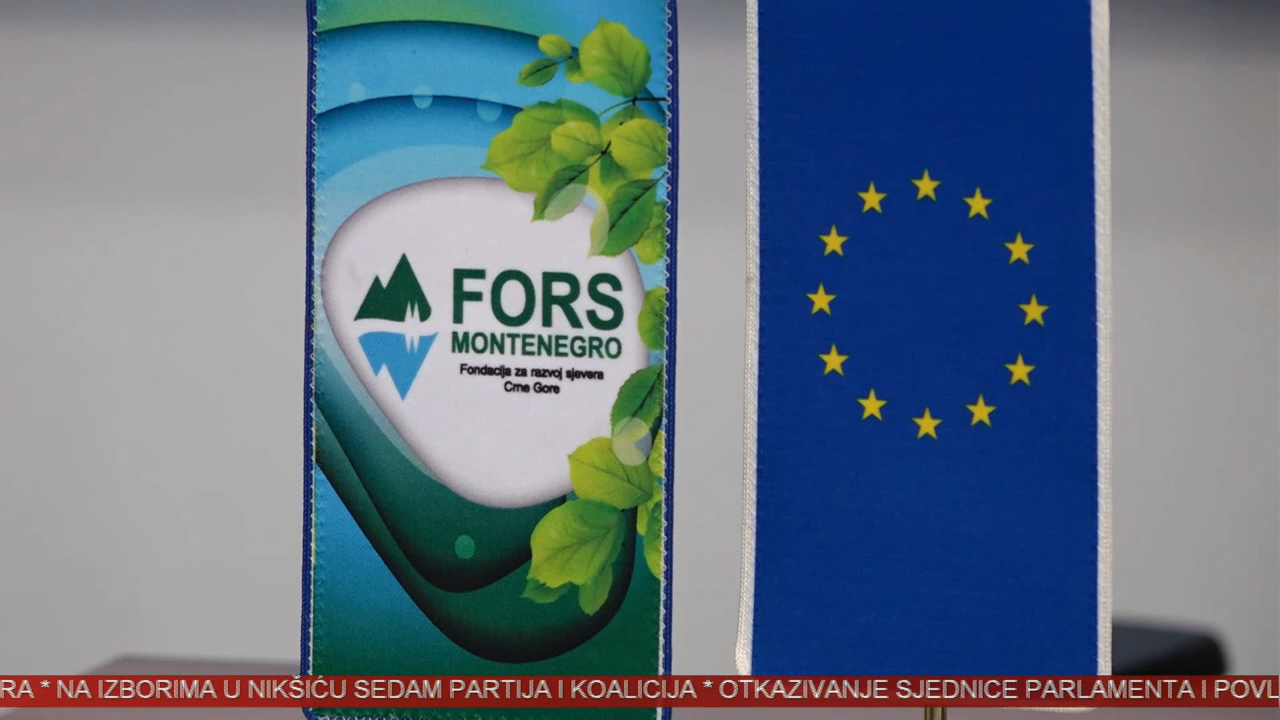 FORS
MONTENEGRO
Fondacija za razvoj sjevera
Crne Gore
RA * NA IZBORIMA U NIKŠIĆU SEDAM PARTIJA I KOALICIJA * OTKAZIVANJE SJEDNICE PARLAMENTA I POVL